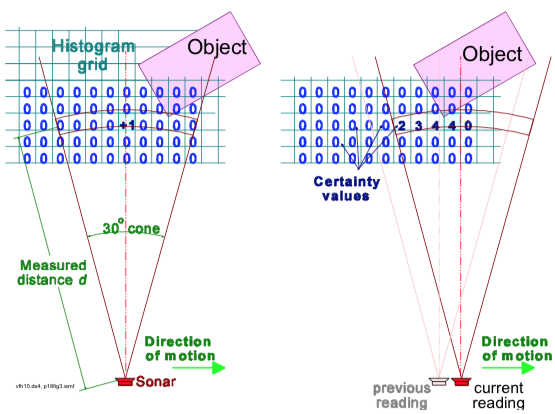 Histogram
grid
Object
0 0 0 0 0 0 0 0 0 0 0
0 0 0 0 0 0 0 0 0 0 0
0 0 0 0 0 0 +1 0 0 0 0
0 0 0 0 0 0 0 0 0 0 0
0 0 0 0 0 0 0 0 0 0 0
30° cone
Measured
distance d
Direction
of motion
Sonar
vfh10.ds4, p18fig3.wmf
Object
0 0 0 0 0 0 0 0 0 0 0
0 0 0 0 0 0 0 0 0 0 0
0 0 0 0 0 2 3 4 4 0
0 0 0 0 0 0 0 0 0 0 0
0 0 0 0 0 0 0 0 0 0 0
Certainty
values
Direction
of motion
previous
reading
current
reading